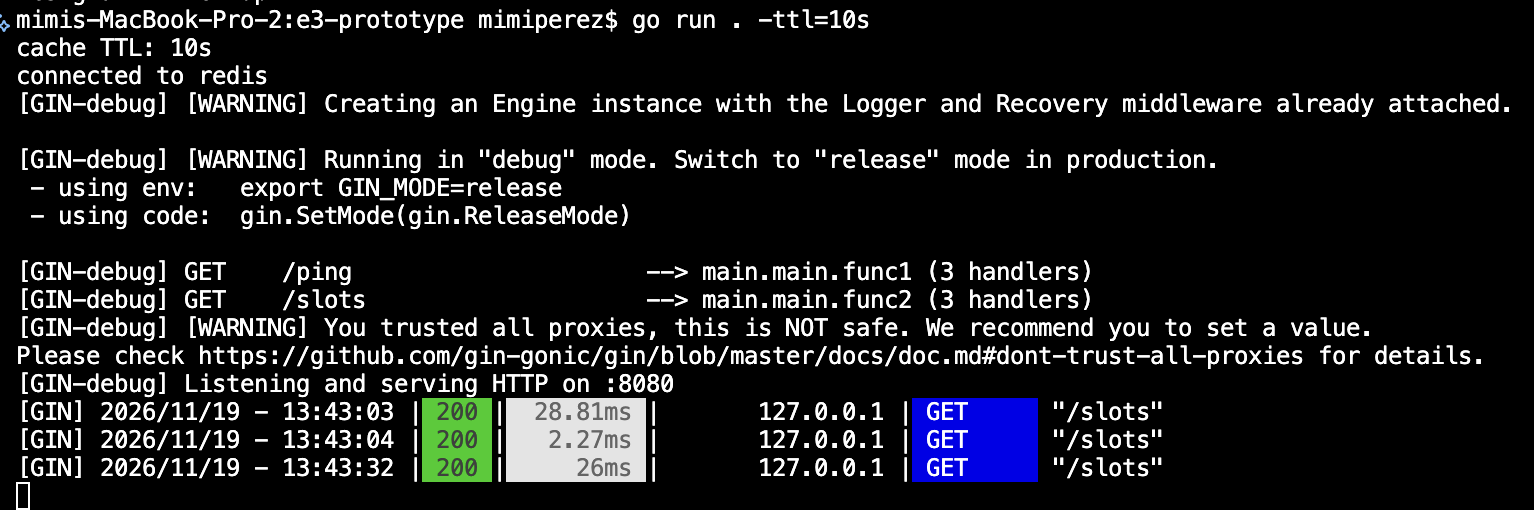 mimis-MacBook-Pro-2:e3-prototype mimiperez$ go run . -ttl=10s
cache TTL: 10s
connected to redis
[GIN-debug] [WARNING] Creating an Engine instance with the Logger and Recovery middleware already attached.
[GIN-debug] [WARNING] Running in "debug" mode. Switch to "release" mode in production.
 - using env:   export GIN_MODE=release
 - using code:  gin.SetMode(gin.ReleaseMode)
[GIN-debug] GET    /ping                     --> main.main.func1 (3 handlers)
[GIN-debug] GET    /slots                    --> main.main.func2 (3 handlers)
[GIN-debug] [WARNING] You trusted all proxies, this is NOT safe. We recommend you to set a value.
Please check https://github.com/gin-gonic/gin/blob/master/docs/doc.md#dont-trust-all-proxies for details.
[GIN-debug] Listening and serving HTTP on :8080
[GIN] 2026/11/19 - 13:43:03 | 200 |  28.81ms |       127.0.0.1 | GET      "/slots"
[GIN] 2026/11/19 - 13:43:04 | 200 |   2.27ms |       127.0.0.1 | GET      "/slots"
[GIN] 2026/11/19 - 13:43:32 | 200 |     26ms |       127.0.0.1 | GET      "/slots"